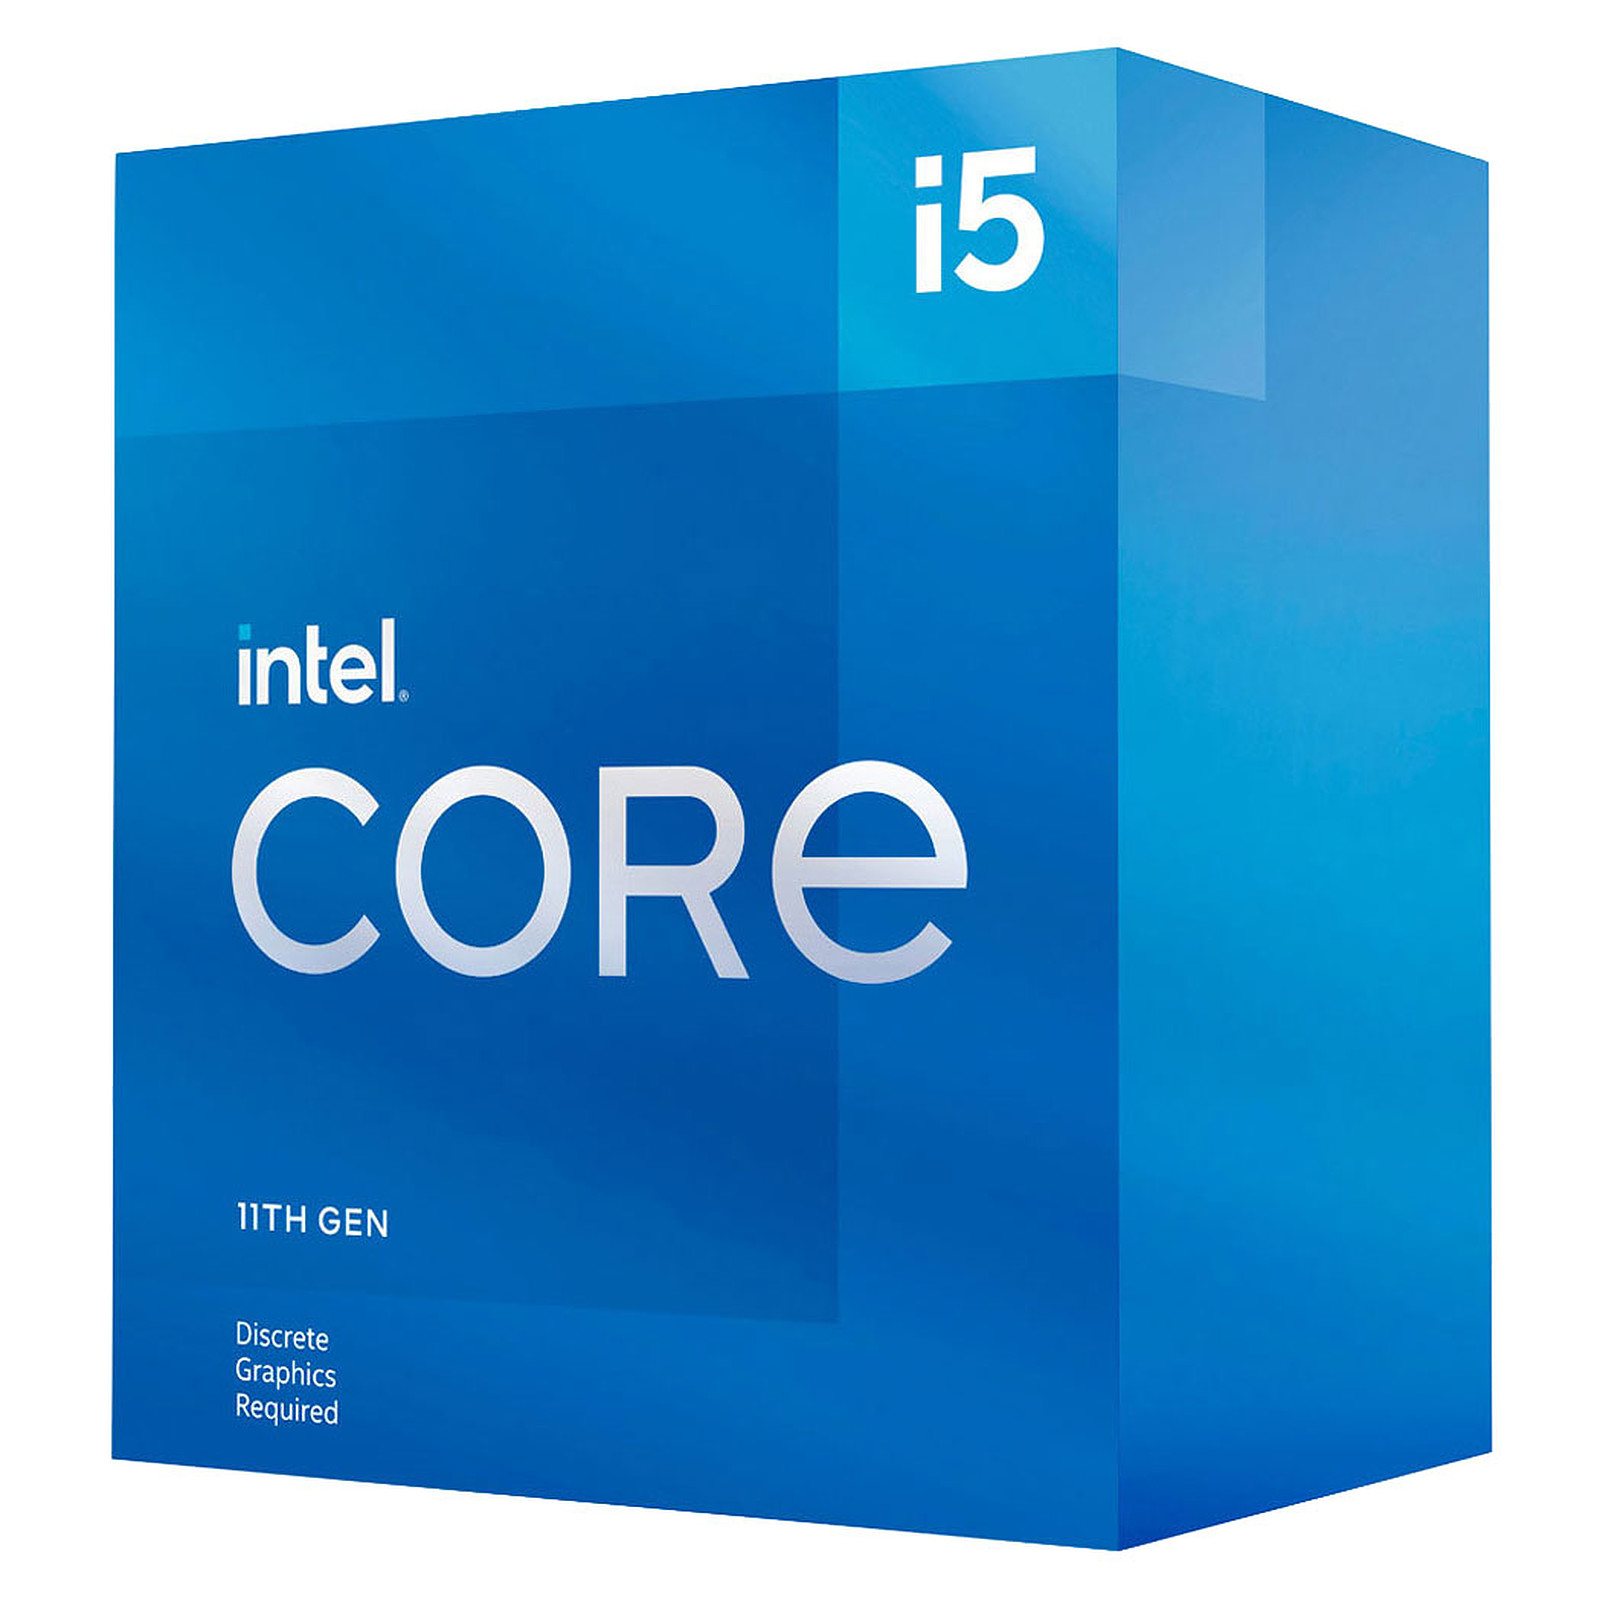 i5
intel®
CORe
11TH GEN
Discrete
Graphics
Required